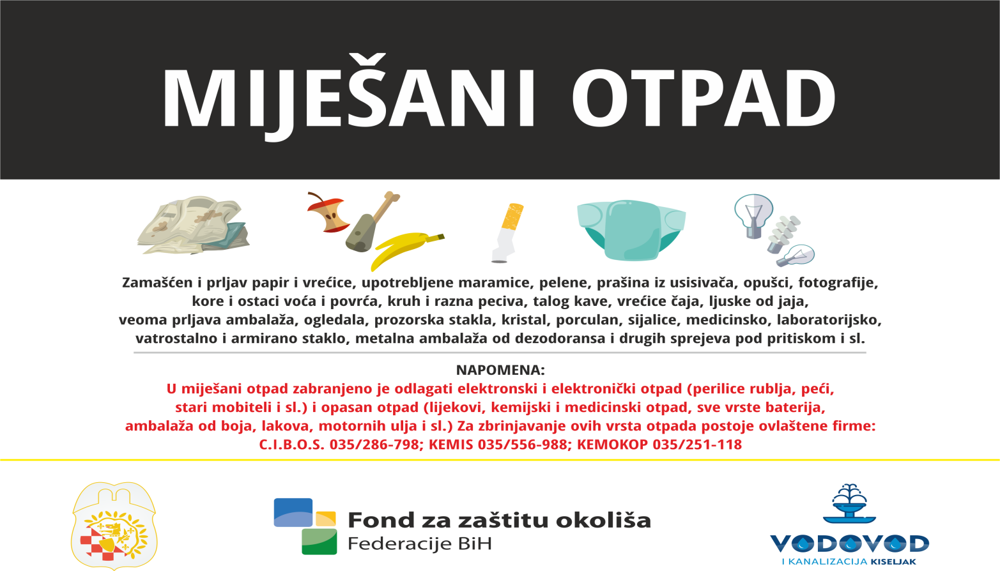 MIJEŠANI OTPAD
Zamašćen i prljav papir i vrećice, upotrebljene maramice, pelene, prašina iz usisivača, opušci, fotografije,
kore i ostaci voća i povrća, kruh i razna peciva, talog kave, vrećice čaja, ljuske od jaja,
veoma prljava ambalaža, ogledala, prozorska stakla, kristal, porculan, sijalice, medicinsko, laboratorijsko,
vatrostalno i armirano staklo, metalna ambalaža od dezodoransa i drugih sprejeva pod pritiskom i sl.
NAPOMENA:
U miješani otpad zabranjeno je odlagati elektronski i elektronički otpad (perilice rublja, peći,
stari mobiteli i sl.) i opasan otpad (lijekovi, kemijski i medicinski otpad, sve vrste baterija,
ambalaža od boja, lakova, motornih ulja i sl.) Za zbrinjavanje ovih vrsta otpada postoje ovlaštene firme:
C.I.B.O.S. 035/286-798; KEMIS 035/556-988; KEMOKOP 035/251-118
Fond za zaštitu okoliša
Federacije BiH
VODOVOD
I KANALIZACIJA KISELJAK